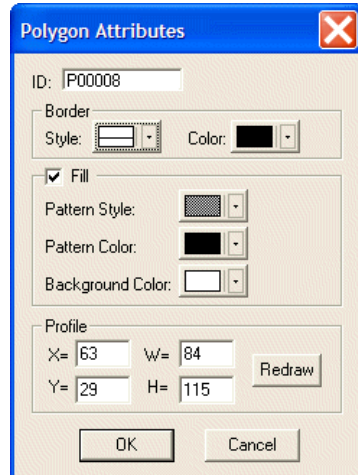 Polygon Attributes
ID: P00008
Border
Style: Color:
Fill
Pattern Style:
Pattern Color:
Background Color:
Profile
X= 63 W= 84
Redraw
Y= 29 H= 115
OK Cancel